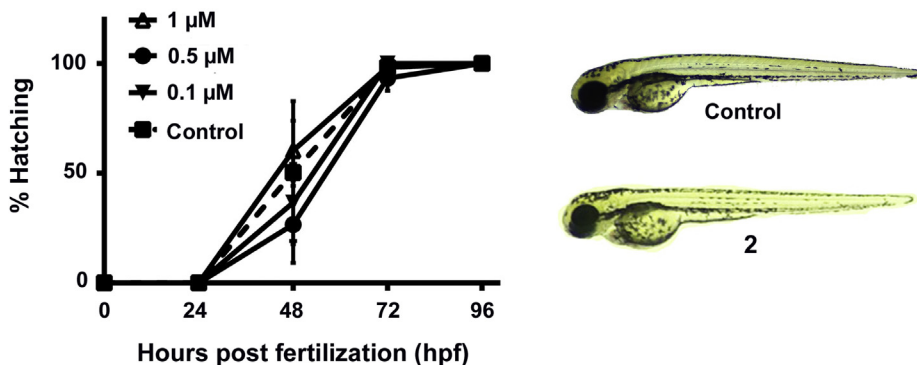 1 µM
0.5 µM
0.1 µM
Control
% Hatching
100
50
0
0 24 48 72 96
Hours post fertilization (hpf)
Control
2